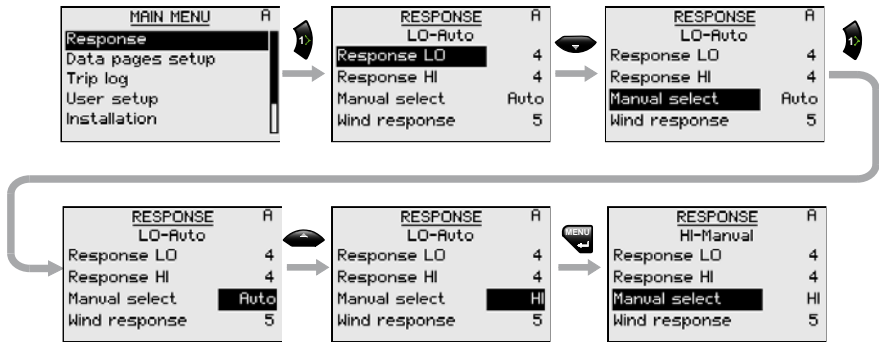 MAIN MENU A
Response
Data pages setup
Trip log
User setup
Installation
1
RESPONSE A
LO-Auto
Response LO 4
Response HI 4
Manual select Auto
Wind response 5
RESPONSE A
LO-Auto
Response LO 4
Response HI 4
Manual select Auto
Wind response 5
1
RESPONSE A
LO-Auto
Response LO 4
Response HI 4
Manual select Auto
Wind response 5
RESPONSE A
LO-Auto
Response LO 4
Response HI 4
Manual select HI
Wind response 5
MENU
RESPONSE A
HI-Manual
Response LO 4
Response HI 4
Manual select HI
Wind response 5